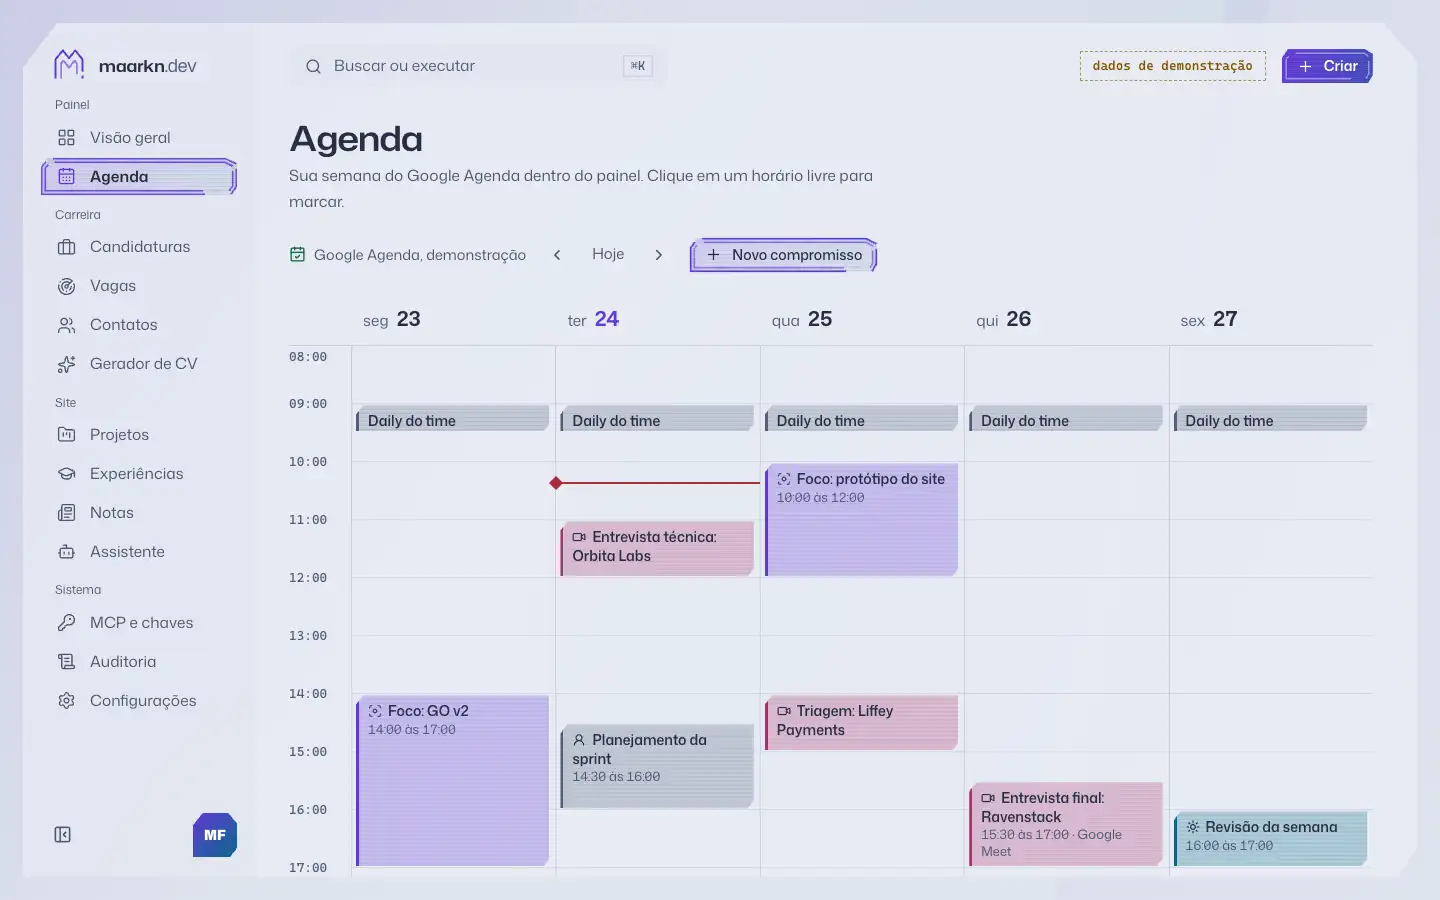 maarkn.dev
Buscar ou executar
⌘K
dados de demonstração
Criar
Painel
Visão geral
Agenda
Carreira
Candidaturas
Vagas
Contatos
Gerador de CV
Site
Projetos
Experiências
Notas
Assistente
Sistema
MCP e chaves
Auditoria
Configurações
MF
Agenda
Sua semana do Google Agenda dentro do painel. Clique em um horário livre para
marcar.
Google Agenda, demonstração
Hoje
Novo compromisso
seg 23
ter 24
qua 25
qui 26
sex 27
08:00
09:00
Daily do time
Daily do time
Daily do time
Daily do time
Daily do time
10:00
Foco: protótipo do site
10:00 às 12:00
11:00
Entrevista técnica:
Orbita Labs
12:00
13:00
14:00
Foco: GO v2
14:00 às 17:00
Triagem: Liffey
Payments
Planejamento da
sprint
14:30 às 16:00
15:00
Entrevista final:
Ravenstack
15:30 às 17:00 · Google
Meet
16:00
Revisão da semana
16:00 às 17:00
17:00